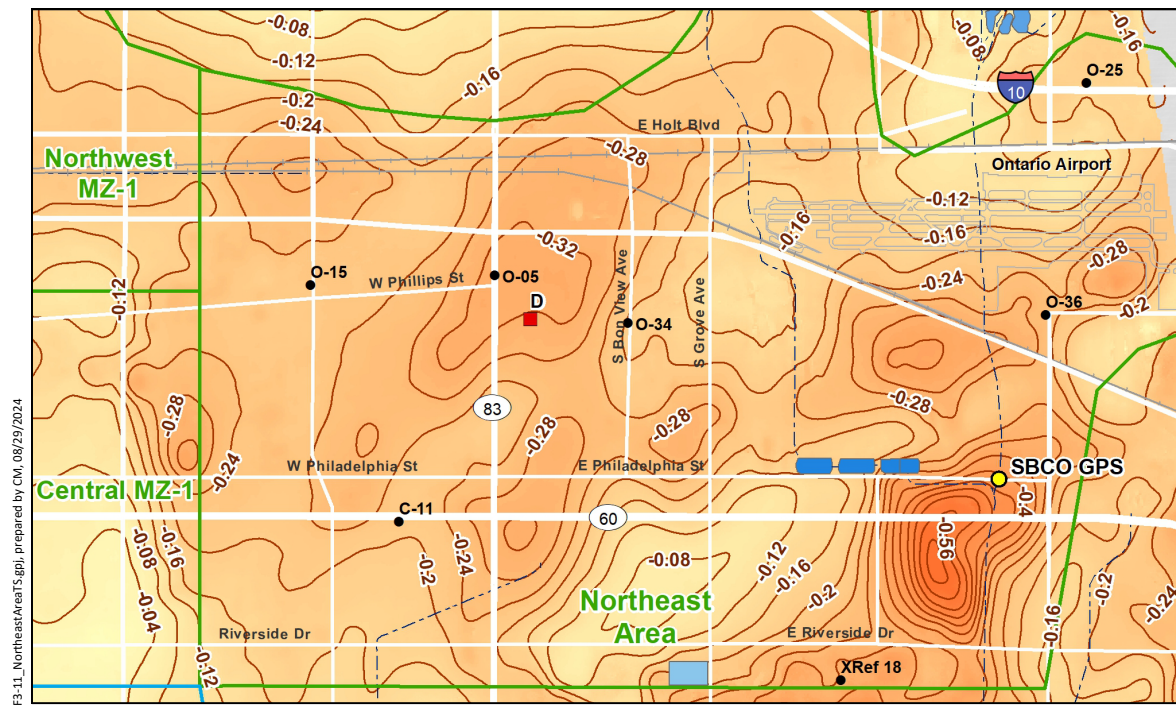 -0.08
-0.12
-0.16
-0.2
-0.24
-0.08
-0.16
O-25
10
E Holt Blvd
Northwest
MZ-1
-0.28
Ontario Airport
-0.12
-0.16
-0.16
-0.32
-0.28
-0.24
-0.12
O-15
W Phillips St
O-05
D
S Bon View Ave
O-34
S Grove Ave
O-36
-0.2
-0.28
83
-0.28
-0.28
-0.28
-0.24
W Philadelphia St
E Philadelphia St
SBCO GPS
Central MZ-1
-0.4
C-11
60
-0.56
-0.08
-0.16
-0.04
-0.24
-0.2
-0.08
-0.12
-0.16
-0.2
-0.2
-0.24
-0.16
Northeast
Area
Riverside Dr
E Riverside Dr
-0.12
XRef 18
F3-11_NortheastAreaTS.gpj, prepared by CM, 08/29/2024